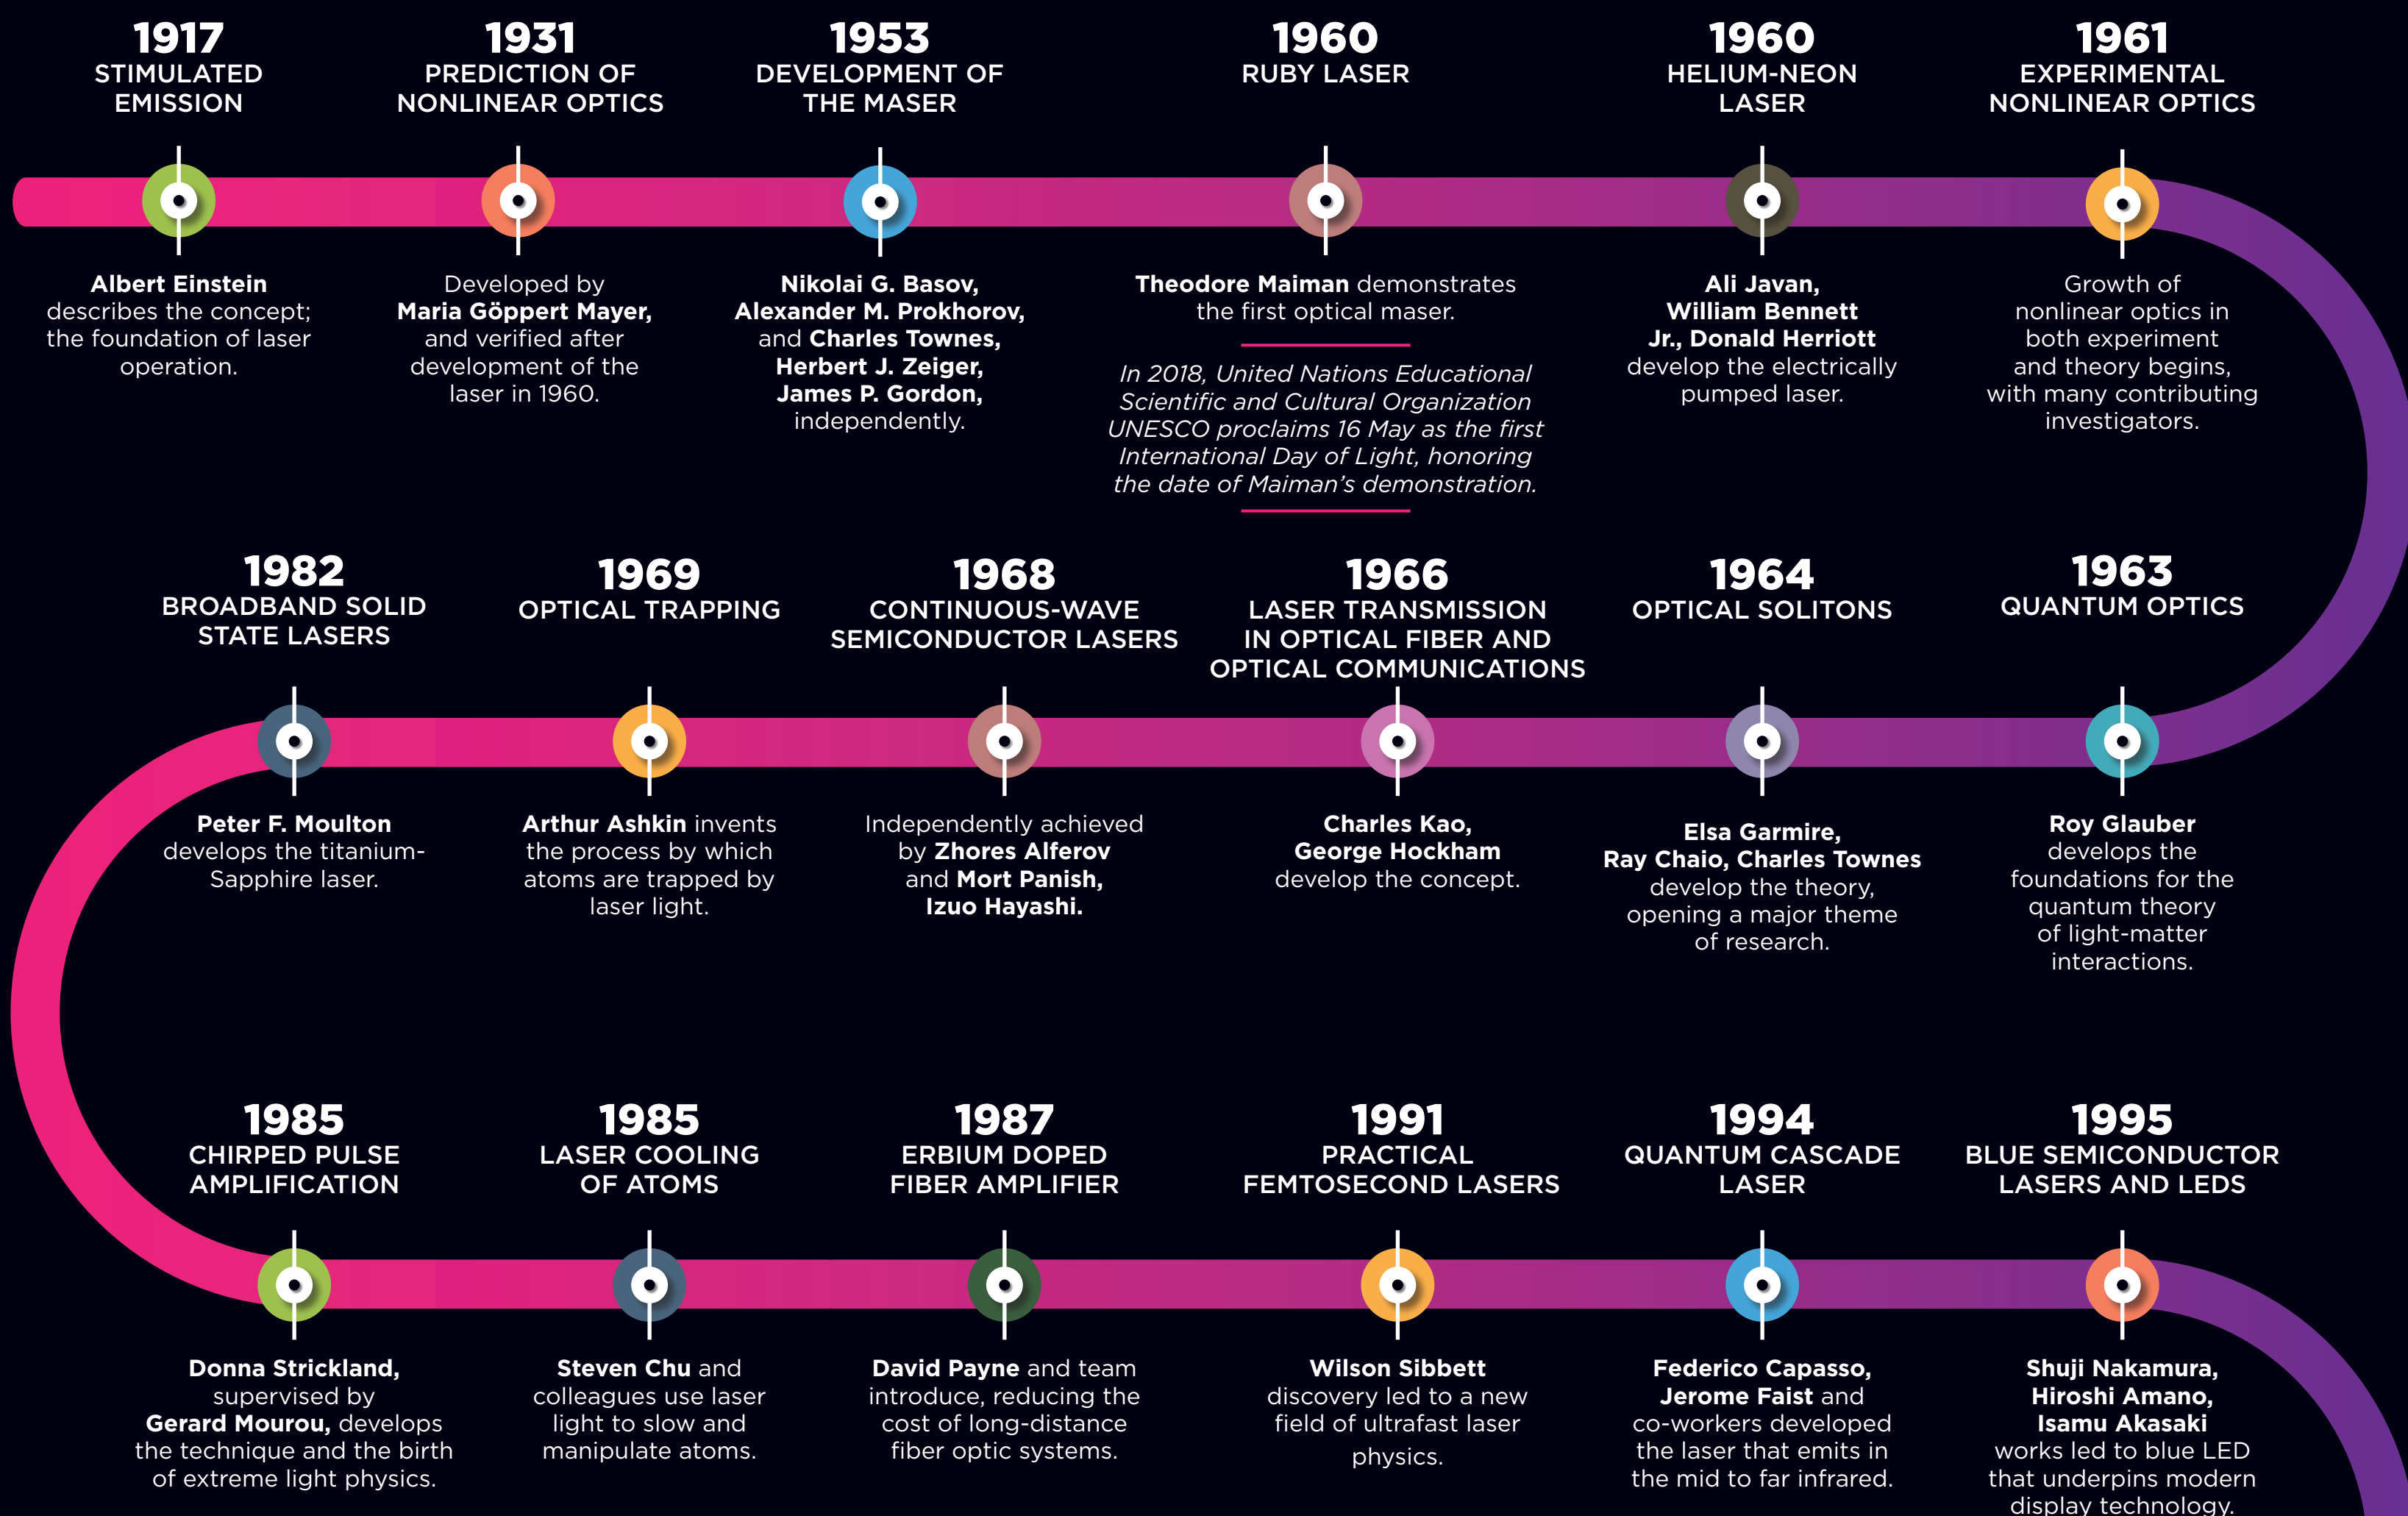 1917
STIMULATED
EMISSION
Albert Einstein
describes the concept;
the foundation of laser
operation.
1931
PREDICTION OF
NONLINEAR OPTICS
Developed by
Maria Göppert Mayer,
and verified after
development of the
laser in 1960.
1953
DEVELOPMENT OF
THE MASER
Nikolai G. Basov,
Alexander M. Prokhorov,
and Charles Townes,
Herbert J. Zeiger,
James P. Gordon,
independently.
1960
RUBY LASER
Theodore Maiman demonstrates
the first optical maser.
In 2018, United Nations Educational
Scientific and Cultural Organization
UNESCO proclaims 16 May as the first
International Day of Light, honoring
the date of Maiman’s demonstration.
1960
HELIUM-NEON
LASER
Ali Javan,
William Bennett
Jr., Donald Herriott
develop the electrically
pumped laser.
1961
EXPERIMENTAL
NONLINEAR OPTICS
Growth of
nonlinear optics in
both experiment
and theory begins,
with many contributing
investigators.
1963
QUANTUM OPTICS
Roy Glauber
develops the
foundations for the
quantum theory
of light-matter
interactions.
1964
OPTICAL SOLITONS
Elsa Garmire,
Ray Chaio, Charles Townes
develop the theory,
opening a major theme
of research.
1966
LASER TRANSMISSION
IN OPTICAL FIBER AND
OPTICAL COMMUNICATIONS
Charles Kao,
George Hockham
develop the concept.
1968
CONTINUOUS-WAVE
SEMICONDUCTOR LASERS
Independently achieved
by Zhores Alferov
and Mort Panish,
Izuo Hayashi.
1969
OPTICAL TRAPPING
Arthur Ashkin invents
the process by which
atoms are trapped by
laser light.
1982
BROADBAND SOLID
STATE LASERS
Peter F. Moulton
develops the titanium-
Sapphire laser.
1985
CHIRPED PULSE
AMPLIFICATION
Donna Strickland,
supervised by
Gerard Mourou, develops
the technique and the birth
of extreme light physics.
1985
LASER COOLING
OF ATOMS
Steven Chu and
colleagues use laser
light to slow and
manipulate atoms.
1987
ERBIUM DOPED
FIBER AMPLIFIER
David Payne and team
introduce, reducing the
cost of long-distance
fiber optic systems.
1991
PRACTICAL
FEMTOSECOND LASERS
Wilson Sibbett
discovery led to a new
field of ultrafast laser
physics.
1994
QUANTUM CASCADE
LASER
Federico Capasso,
Jerome Faist and
co-workers developed
the laser that emits in
the mid to far infrared.
1995
BLUE SEMICONDUCTOR
LASERS AND LEDS
Shuji Nakamura,
Hiroshi Amano,
Isamu Akasaki
works led to blue LED
that underpins modern
display technology.